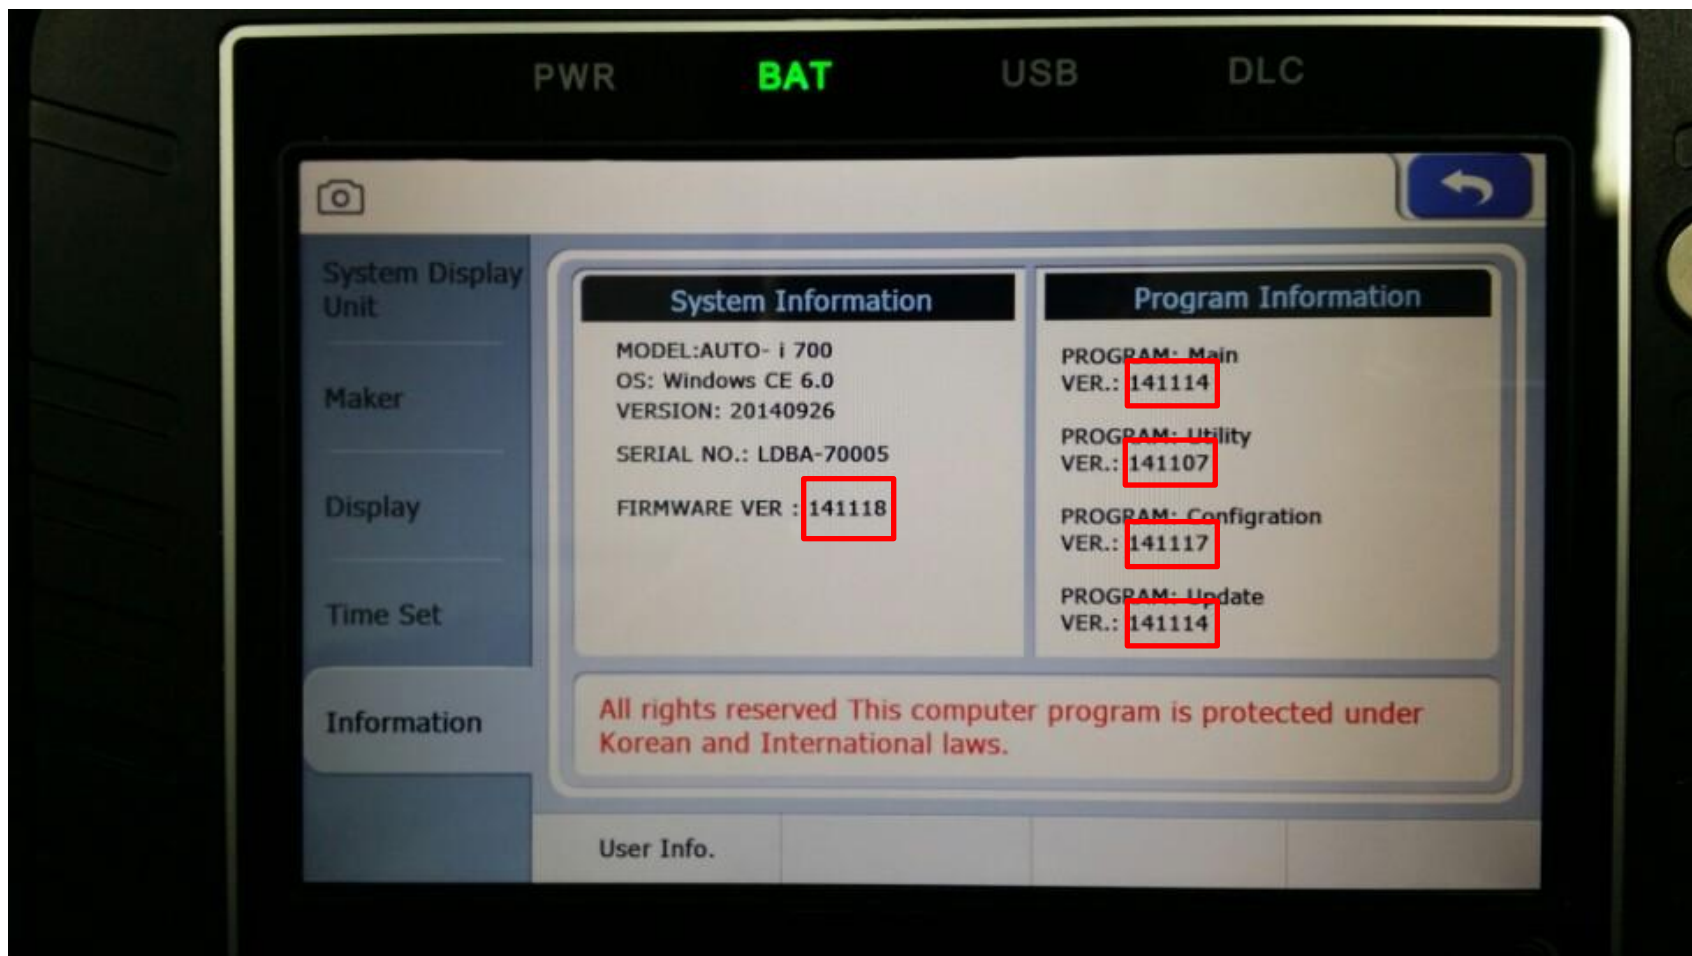 PWR BAT USB DLC
System Display
Unit
Maker
Display
Time Set
Information
System Information
MODEL:AUTO- i 700
OS: Windows CE 6.0
VERSION: 20140926
SERIAL NO.: LDBA-70005
FIRMWARE VER : 141118
Program Information
PROGRAM: Main
VER.: 141114
PROGRAM: Utility
VER.: 141107
PROGRAM: Configration
VER.: 141117
PROGRAM: Update
VER.: 141114
All rights reserved This computer program is protected under
Korean and International laws.
User Info.